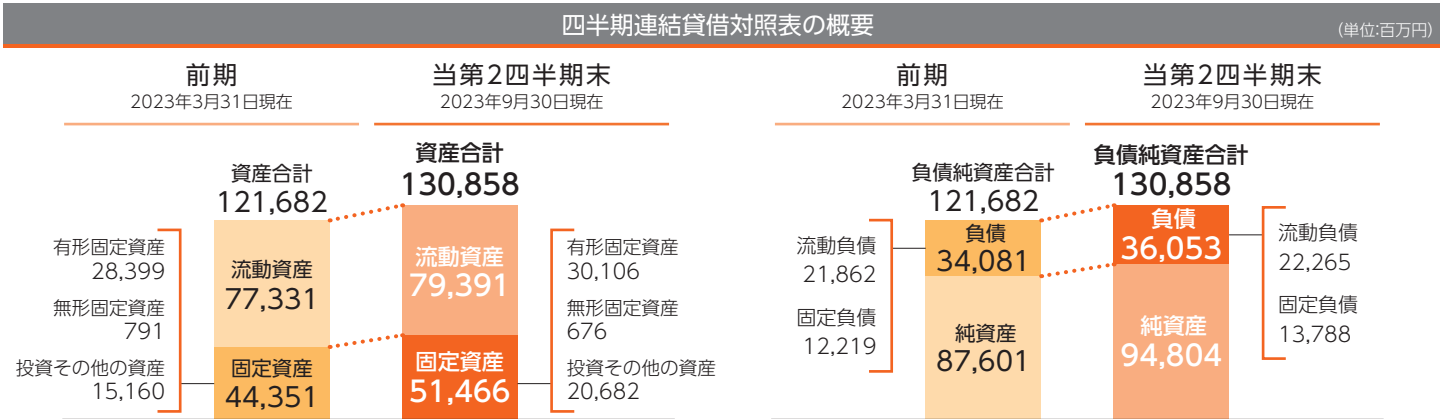 四半期連結貸借対照表の概要
(単位:百万円)
前期
2023年3月31日現在
当第2四半期末
2023年9月30日現在
資産合計
121,682
資産合計
130,858
有形固定資産
28,399
無形固定資産
791
投資その他の資産
15,160
流動資産
77,331
固定資産
44,351
流動資産
79,391
固定資産
51,466
有形固定資産
30,106
無形固定資産
676
投資その他の資産
20,682
前期
2023年3月31日現在
当第2四半期末
2023年9月30日現在
負債純資産合計
121,682
負債純資産合計
130,858
流動負債
21,862
固定負債
12,219
負債
34,081
純資産
87,601
負債
36,053
純資産
94,804
流動負債
22,265
固定負債
13,788